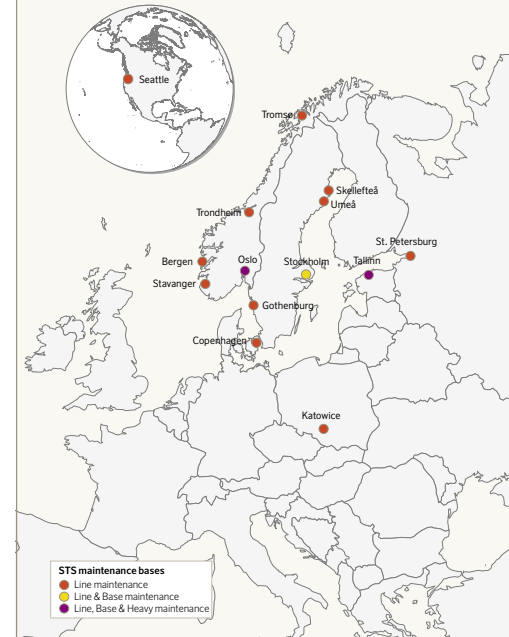 Seattle
Tromsø
Skellefteå
Umeå
Trondheim
St. Petersburg
Bergen
Oslo
Stockholm
Tallinn
Stavanger
Gothenburg
Copenhagen
Katowice
STS maintenance bases
Line maintenance
Line & Base maintenance
Line, Base & Heavy maintenance